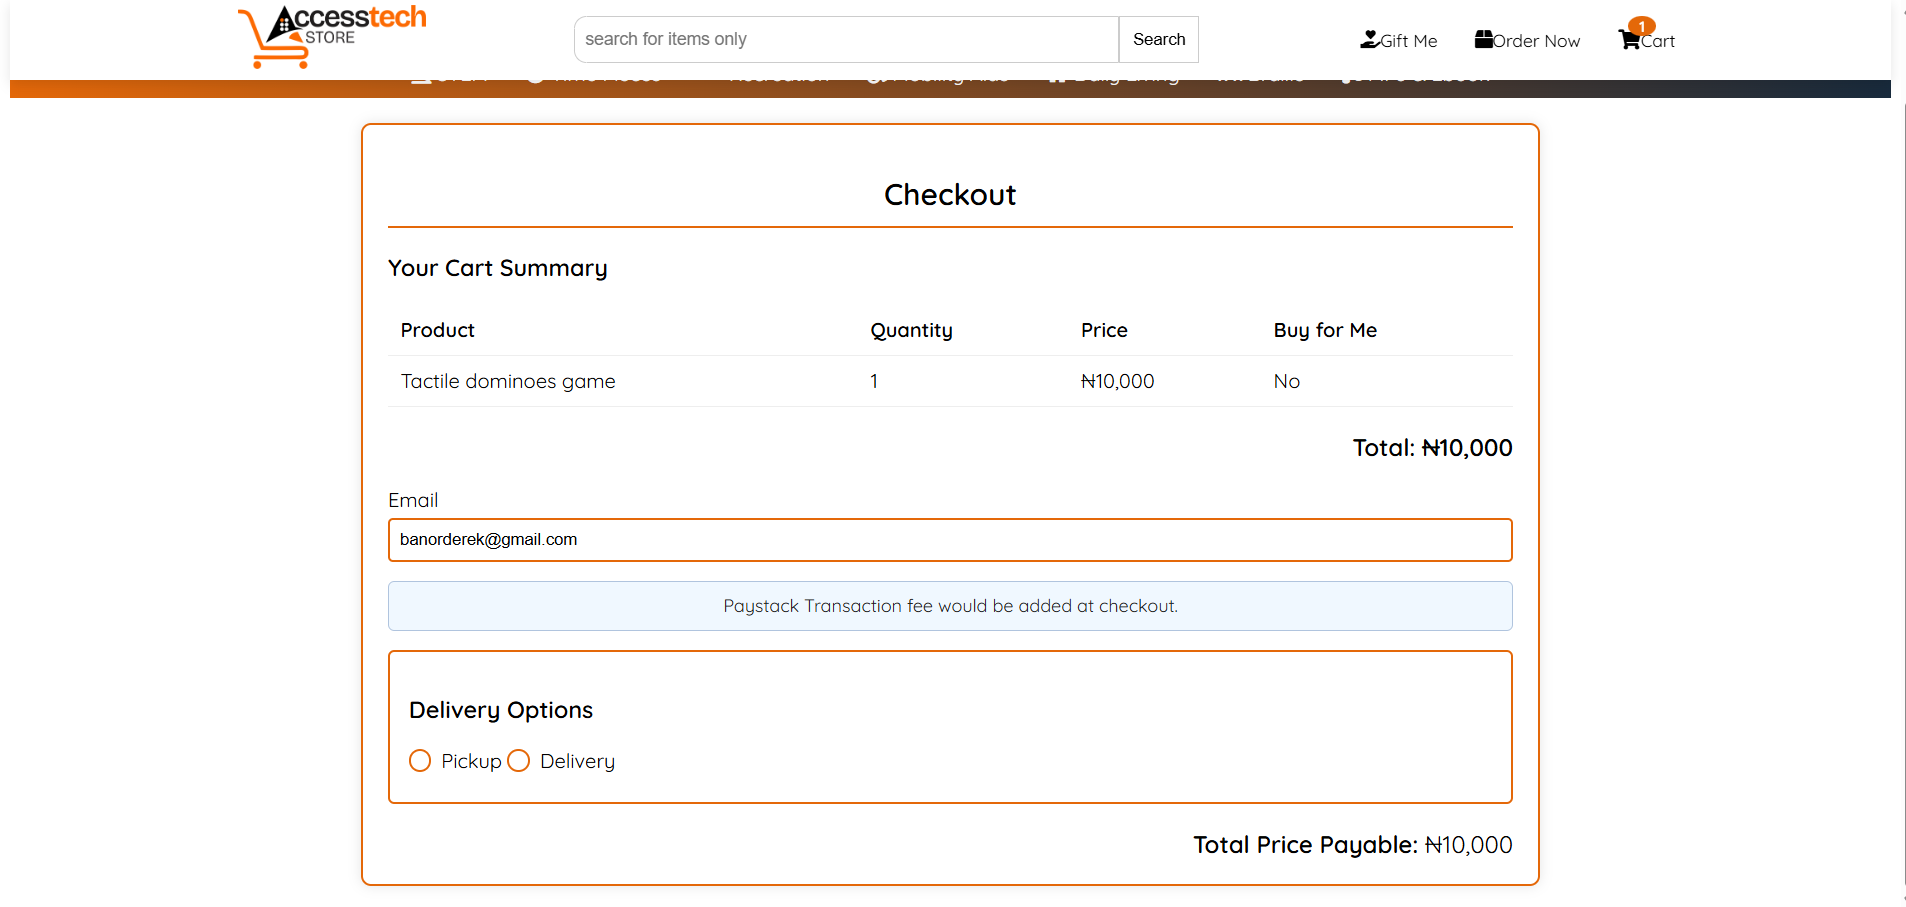 Accesstech
STORE
search for items only
Search
Gift Me
Order Now
1
Cart
Checkout
Your Cart Summary
Product Quantity Price Buy for Me
Tactile dominoes game 1 ₦10,000 No
Total: ₦10,000
Email
banorderek@gmail.com
Paystack Transaction fee would be added at checkout.
Delivery Options
Pickup Delivery
Total Price Payable: ₦10,000